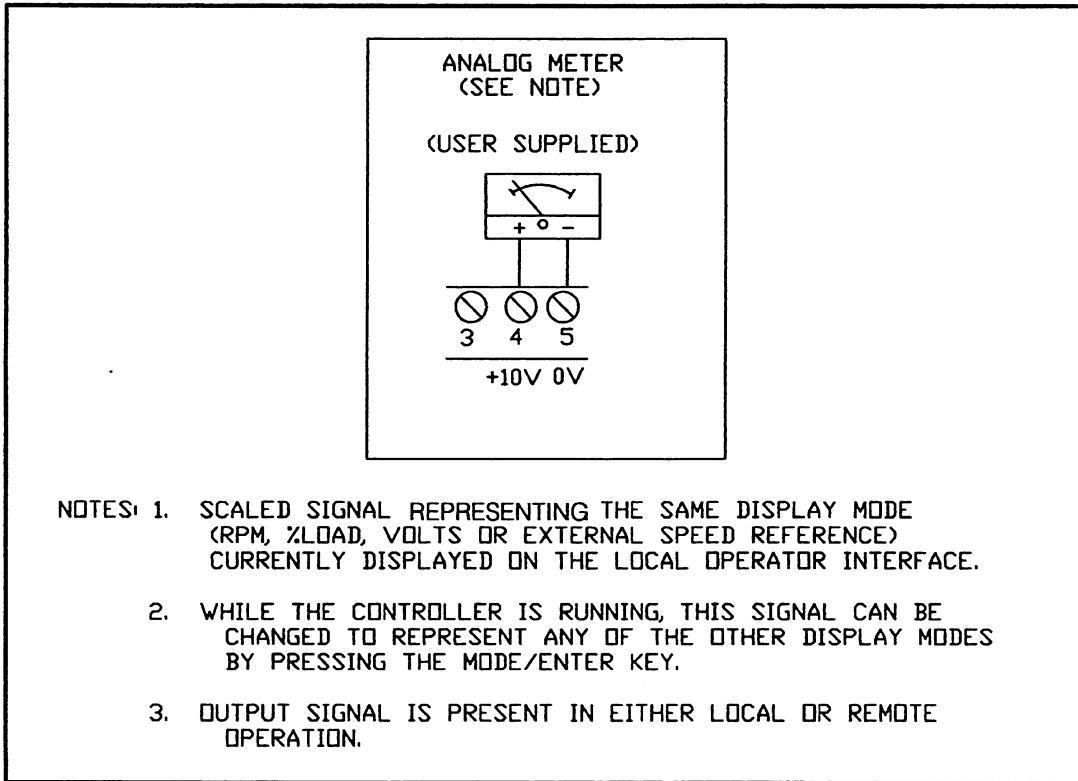 ANALOG METER
(SEE NOTE)
(USER SUPPLIED)
+ -
3 4 5
+10V 0V
NOTES: 1. SCALED SIGNAL REPRESENTING THE SAME DISPLAY MODE
(RPM, %LOAD, VOLTS OR EXTERNAL SPEED REFERENCE)
CURRENTLY DISPLAYED ON THE LOCAL OPERATOR INTERFACE.
2. WHILE THE CONTROLLER IS RUNNING, THIS SIGNAL CAN BE
CHANGED TO REPRESENT ANY OF THE OTHER DISPLAY MODES
BY PRESSING THE MODE/ENTER KEY.
3. OUTPUT SIGNAL IS PRESENT IN EITHER LOCAL OR REMOTE
OPERATION.